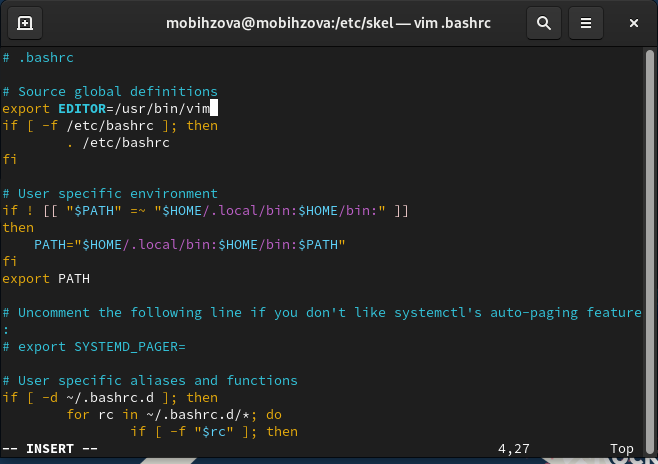 mobihzova@mobihzova:/etc/skel — vim .bashrc
# .bashrc
# Source global definitions
export EDITOR=/usr/bin/vim
if [ -f /etc/bashrc ]; then
        . /etc/bashrc
fi
# User specific environment
if ! [[ "$PATH" =~ "$HOME/.local/bin:$HOME/bin:" ]]
then
    PATH="$HOME/.local/bin:$HOME/bin:$PATH"
fi
export PATH
# Uncomment the following line if you don't like systemctl's auto-paging feature
:
# export SYSTEMD_PAGER=
# User specific aliases and functions
if [ -d ~/.bashrc.d ]; then
        for rc in ~/.bashrc.d/*; do
                if [ -f "$rc" ]; then
-- INSERT -- 4,27 Top